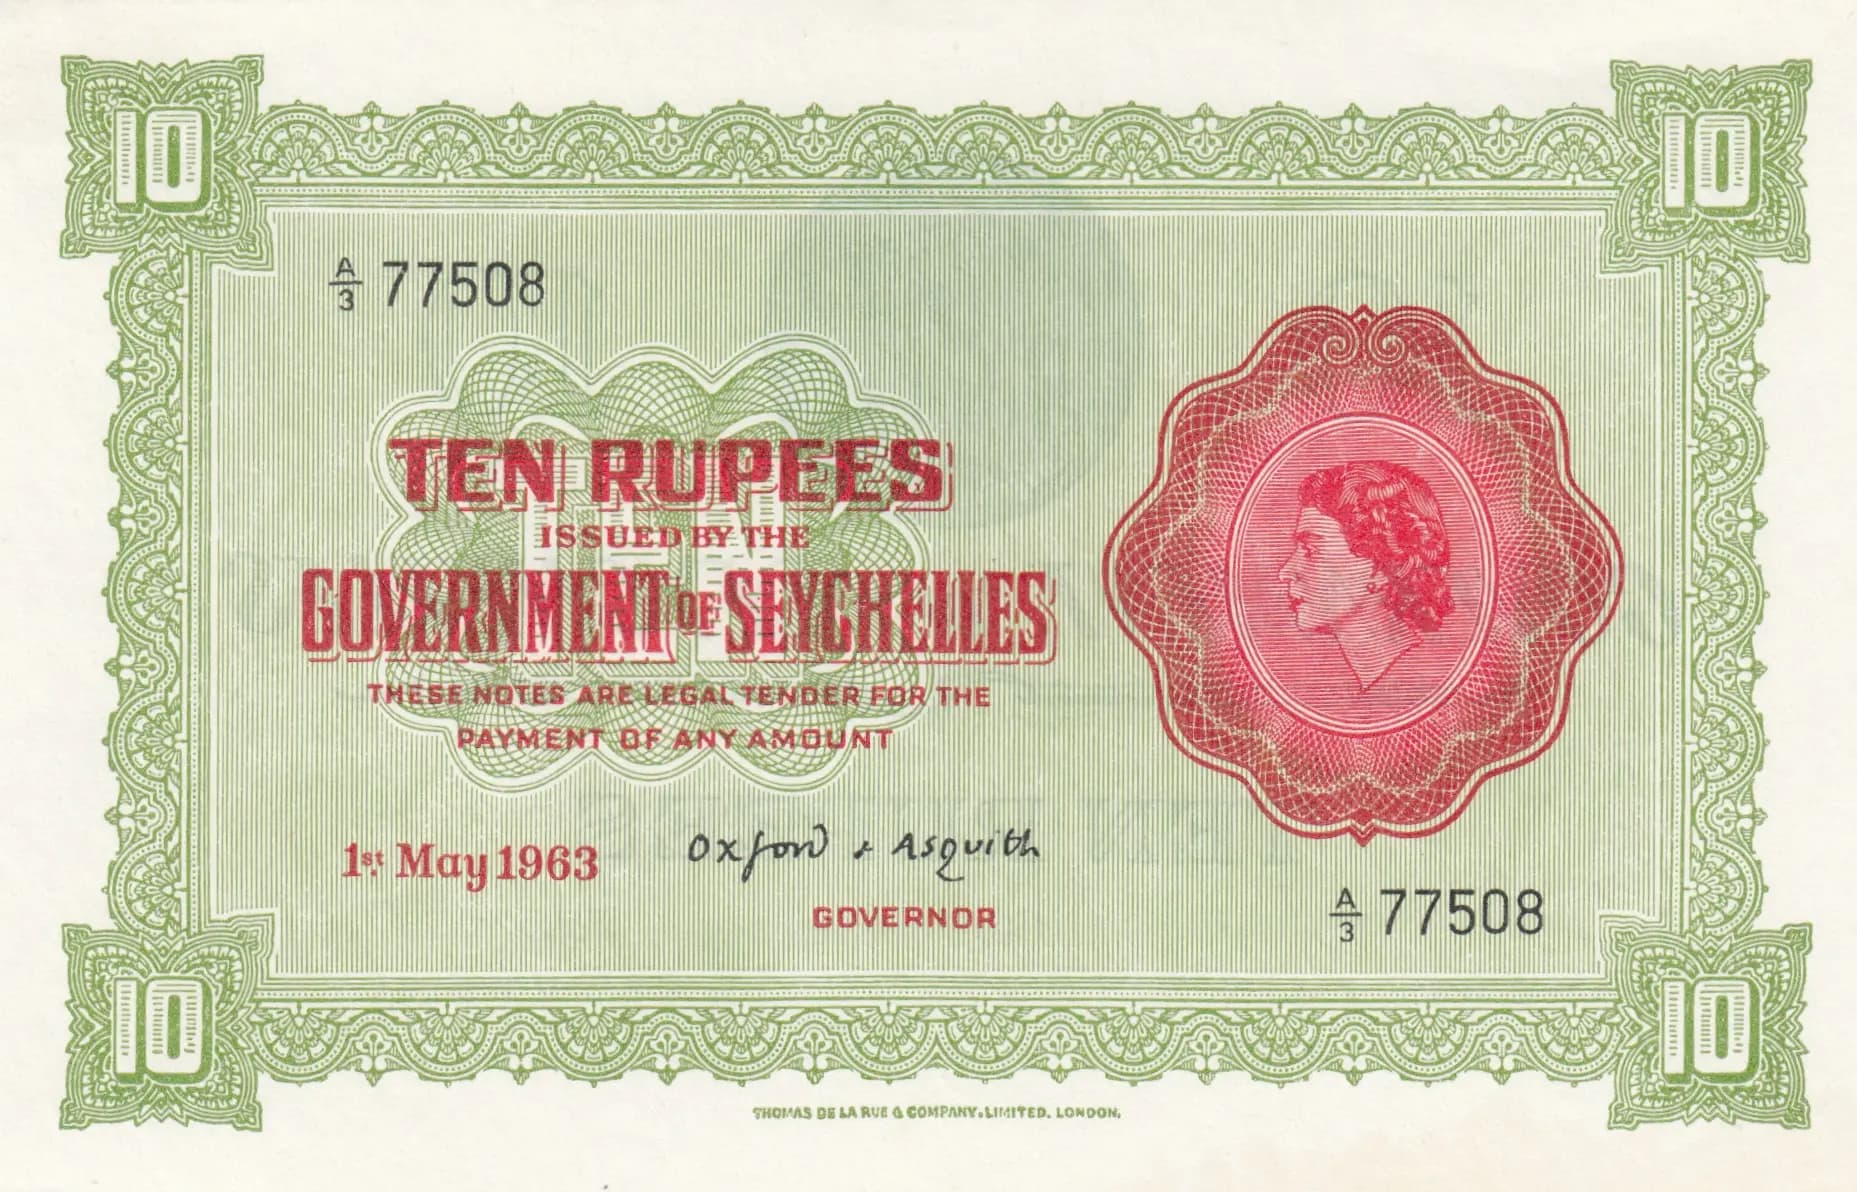 10 10
A/3 77508
TEN
TEN RUPEES
ISSUED BY THE
GOVERNMENT OF SEYCHELLES
THESE NOTES ARE LEGAL TENDER FOR THE
PAYMENT OF ANY AMOUNT
1st May 1963 Oxford & Asquith
GOVERNOR
A/3 77508
10 10
THOMAS DE LA RUE & COMPANY, LIMITED, LONDON.